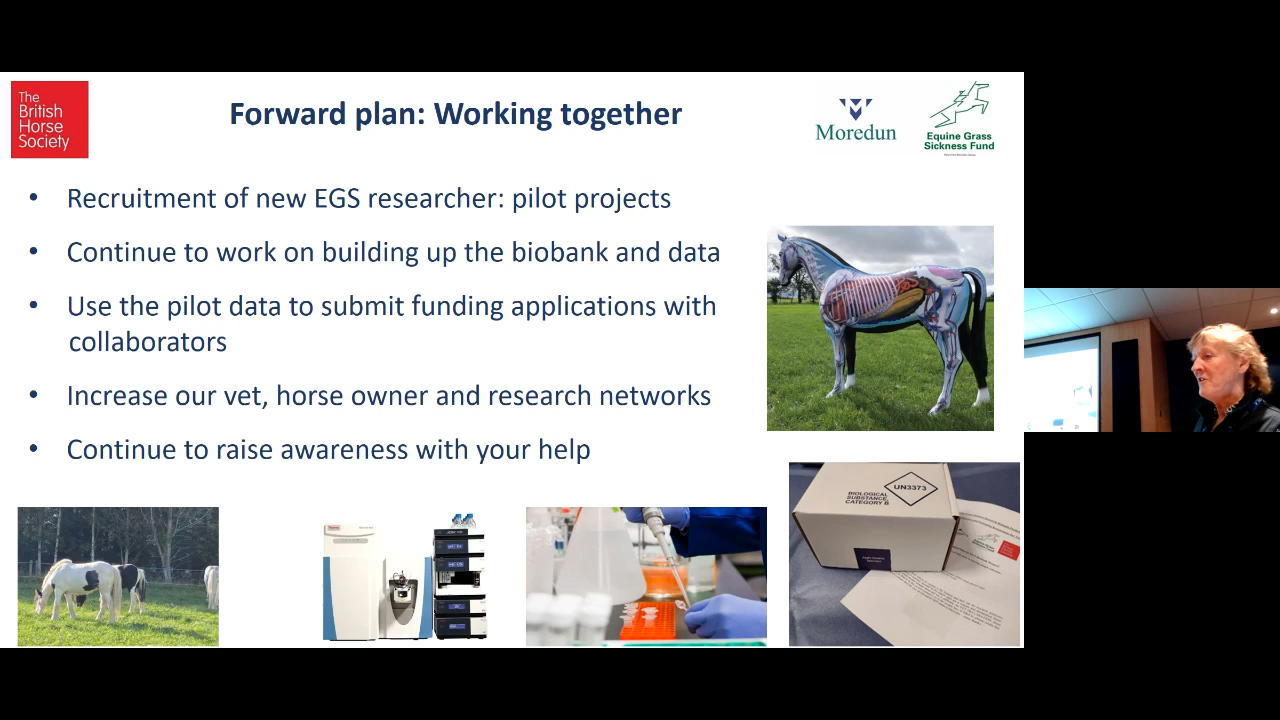 The
British
Horse
Society
Forward plan: Working together
Moredun
Equine Grass
Sickness Fund
• Recruitment of new EGS researcher: pilot projects
• Continue to work on building up the biobank and data
• Use the pilot data to submit funding applications with
collaborators
• Increase our vet, horse owner and research networks
• Continue to raise awareness with your help
UN3373
BIOLOGICAL
SUBSTANCE,
CATEGORY B